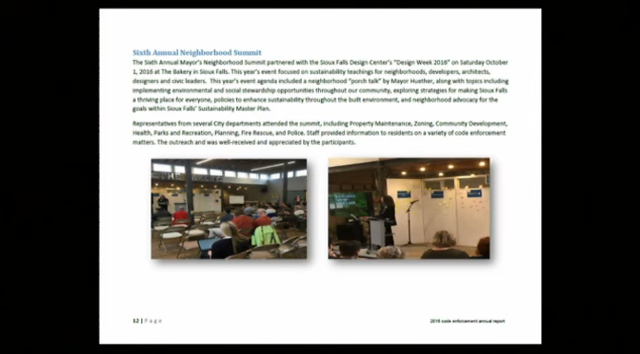 Sixth Annual Neighborhood Summit
The Sixth Annual Mayor's Neighborhood Summit partnered with the Sioux Falls Design Center's "Design Week 2016" on Saturday October
1, 2016 at The Bakery in Sioux Falls. This year's event focused on sustainability teachings for neighborhoods, developers, architects,
designers and civic leaders. This year's event agenda included a neighborhood "porch talk" by Mayor Huether, along with topics including
implementing environmental and social stewardship opportunities throughout our community, exploring strategies for making Sioux Falls
a thriving place for everyone, policies to enhance sustainability throughout the built environment, and neighborhood advocacy for the
goals within Sioux Falls' Sustainability Master Plan.
Representatives from several City departments attended the summit, including Property Maintenance, Zoning, Community Development,
Health, Parks and Recreation, Planning, Fire Rescue, and Police. Staff provided information to residents on a variety of code enforcement
matters. The outreach and was well-received and appreciated by the participants.
12 | Page
2016 code enforcement annual report